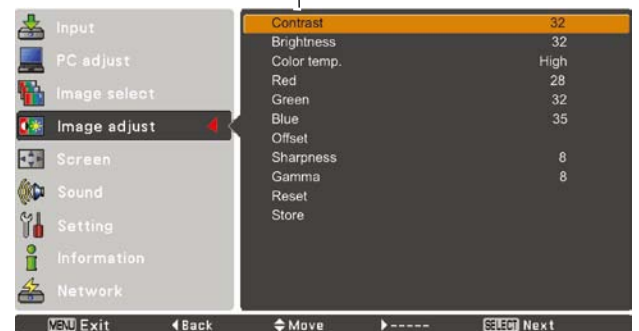 Input
PC adjust
Image select
Image adjust
Screen
Sound
Setting
Information
Network
Contrast 32
Brightness 32
Color temp. High
Red 28
Green 32
Blue 35
Offset
Sharpness 8
Gamma 8
Reset
Store
MENU Exit ◀Back Move ▶----- SELECT Next